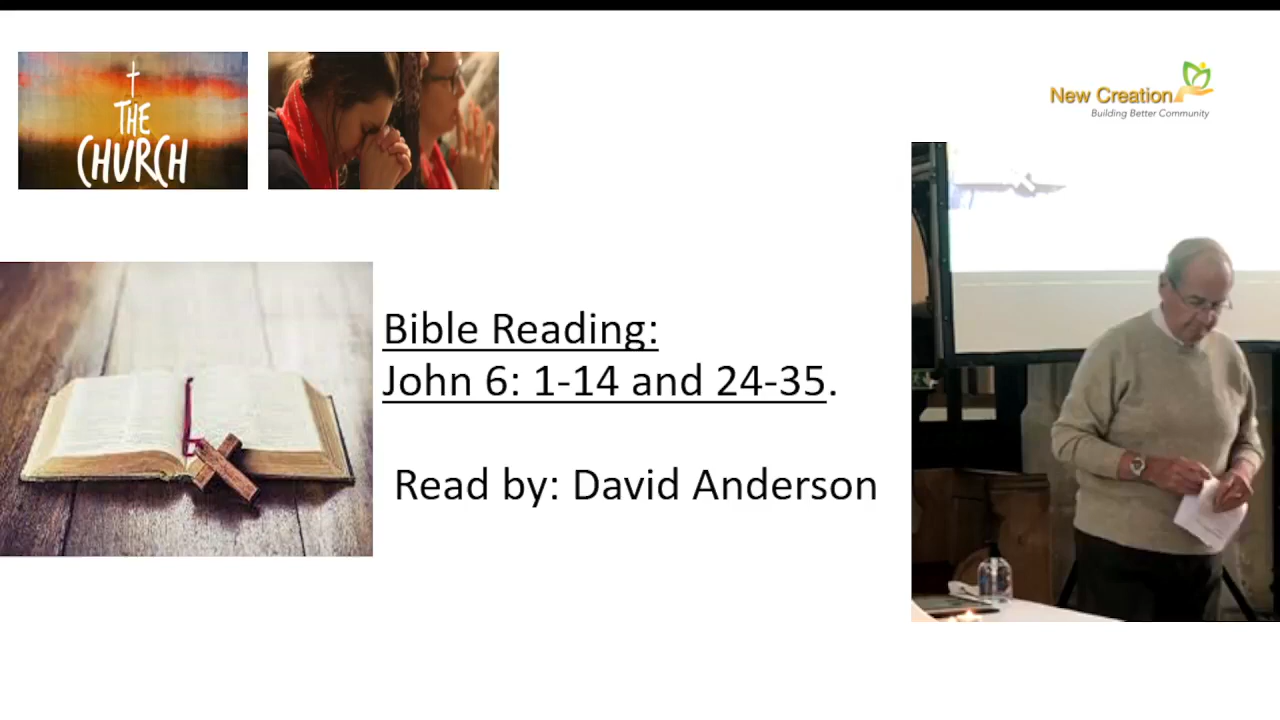 THE
CHURCH
New Creation
Building Better Community
Bible Reading:
John 6: 1-14 and 24-35.
Read by: David Anderson